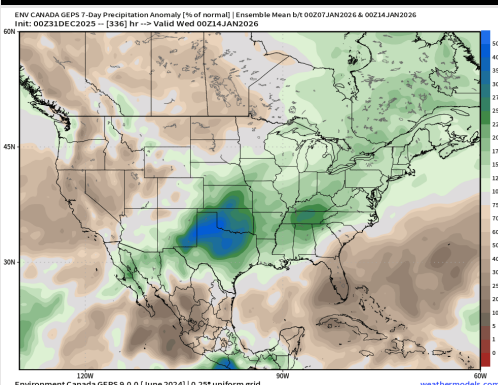 ENV CANADA GEPS 7-Day Precipitation Anomaly [% of normal] | Ensemble Mean b/t 00Z07JAN2026 & 00Z14JAN2026
Init: 00Z31DEC2025 -- [336] hr --> Valid Wed 00Z14JAN2026
60N
45N
30N
120W
90W
60W
Environment Canada GEPS 9.0.0 [June 2024] | 0.25° uniform grid
weathermodels.com